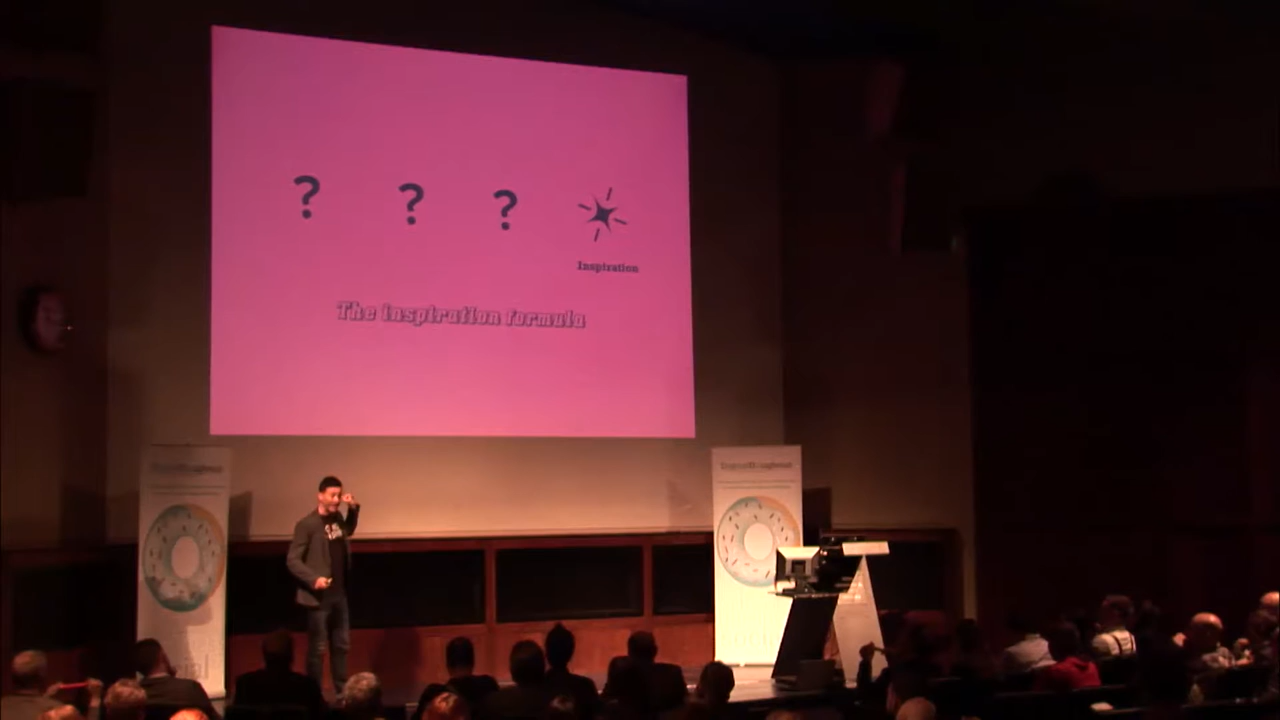 ? ? ?
Inspiration
The inspiration formula